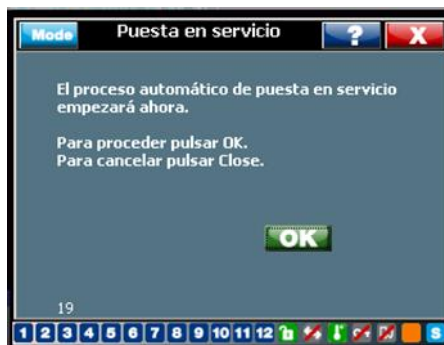 Mode Puesta en servicio ? X
El proceso automático de puesta en servicio
empezará ahora.
Para proceder pulsar OK.
Para cancelar pulsar Close.
OK
19
1 2 3 4 5 6 7 8 9 10 11 12 S